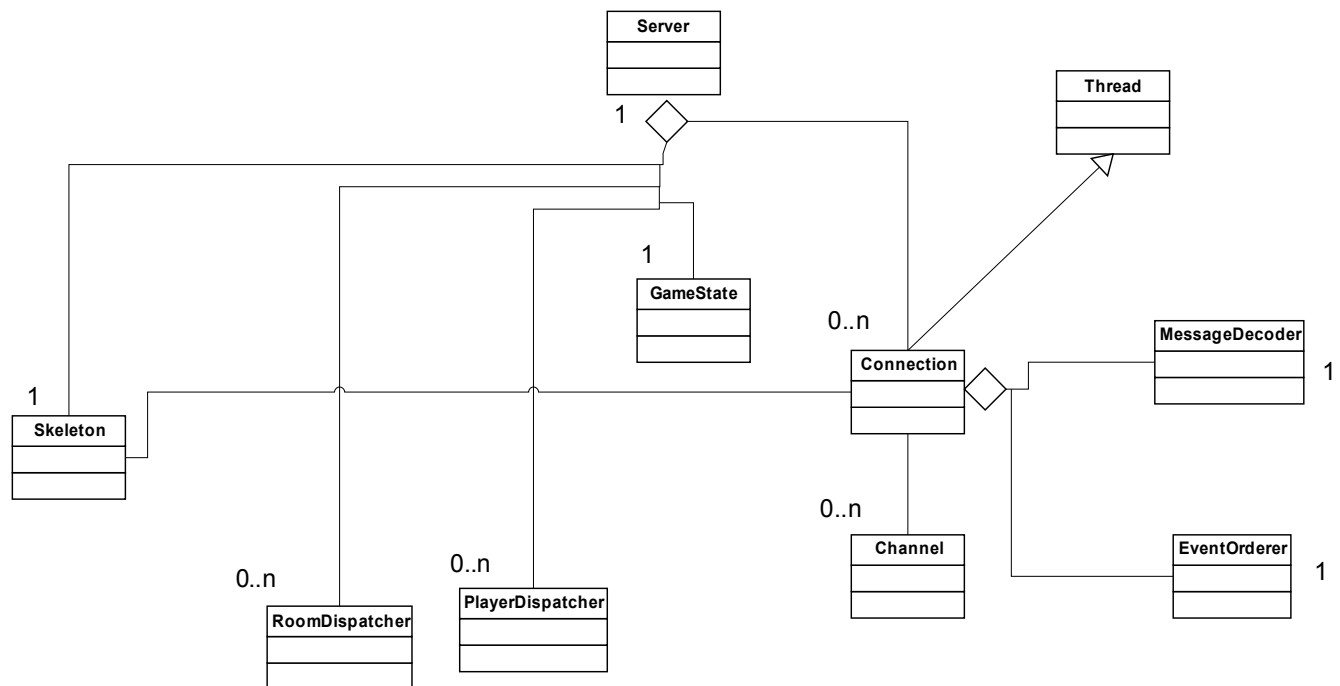 Server
Thread
1
1
GameState
0..n
Connection
MessageDecoder
1
1
Skeleton
0..n
Channel
EventOrderer
1
0..n
PlayerDispatcher
0..n
RoomDispatcher